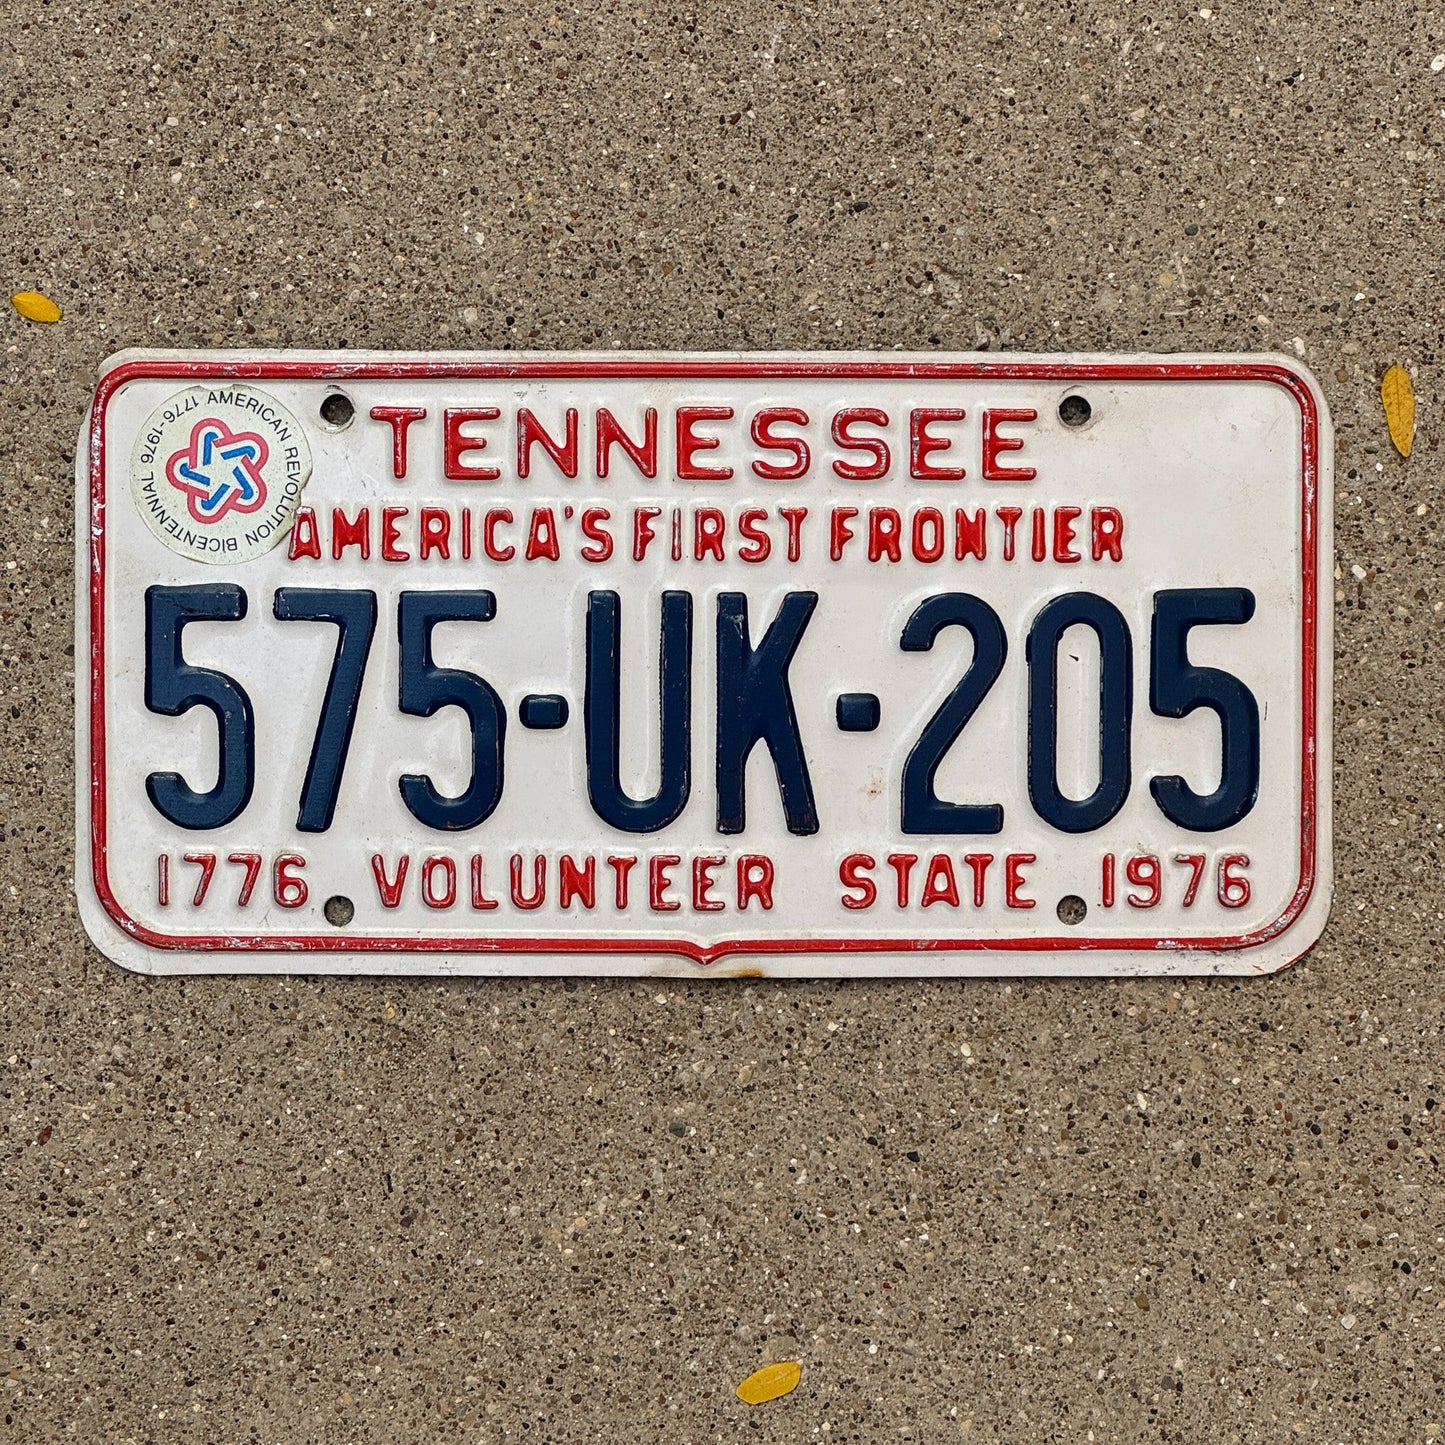 1776-1976 AMERICAN REVOLUTION BICENTENNIAL
TENNESSEE
AMERICA'S FIRST FRONTIER
575-UK-205
1776 VOLUNTEER STATE 1976